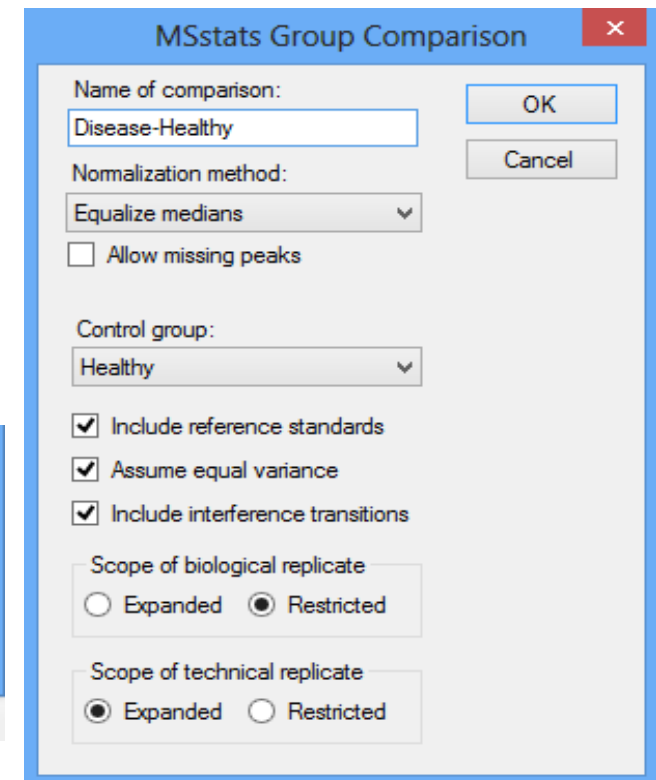 MSstats Group Comparison
Name of comparison:
OK
Disease-Healthy
Cancel
Normalization method:
Equalize medians
Allow missing peaks
Control group:
Healthy
Include reference standards
Assume equal variance
Include interference transitions
Scope of biological replicate
Expanded Restricted
Scope of technical replicate
Expanded Restricted